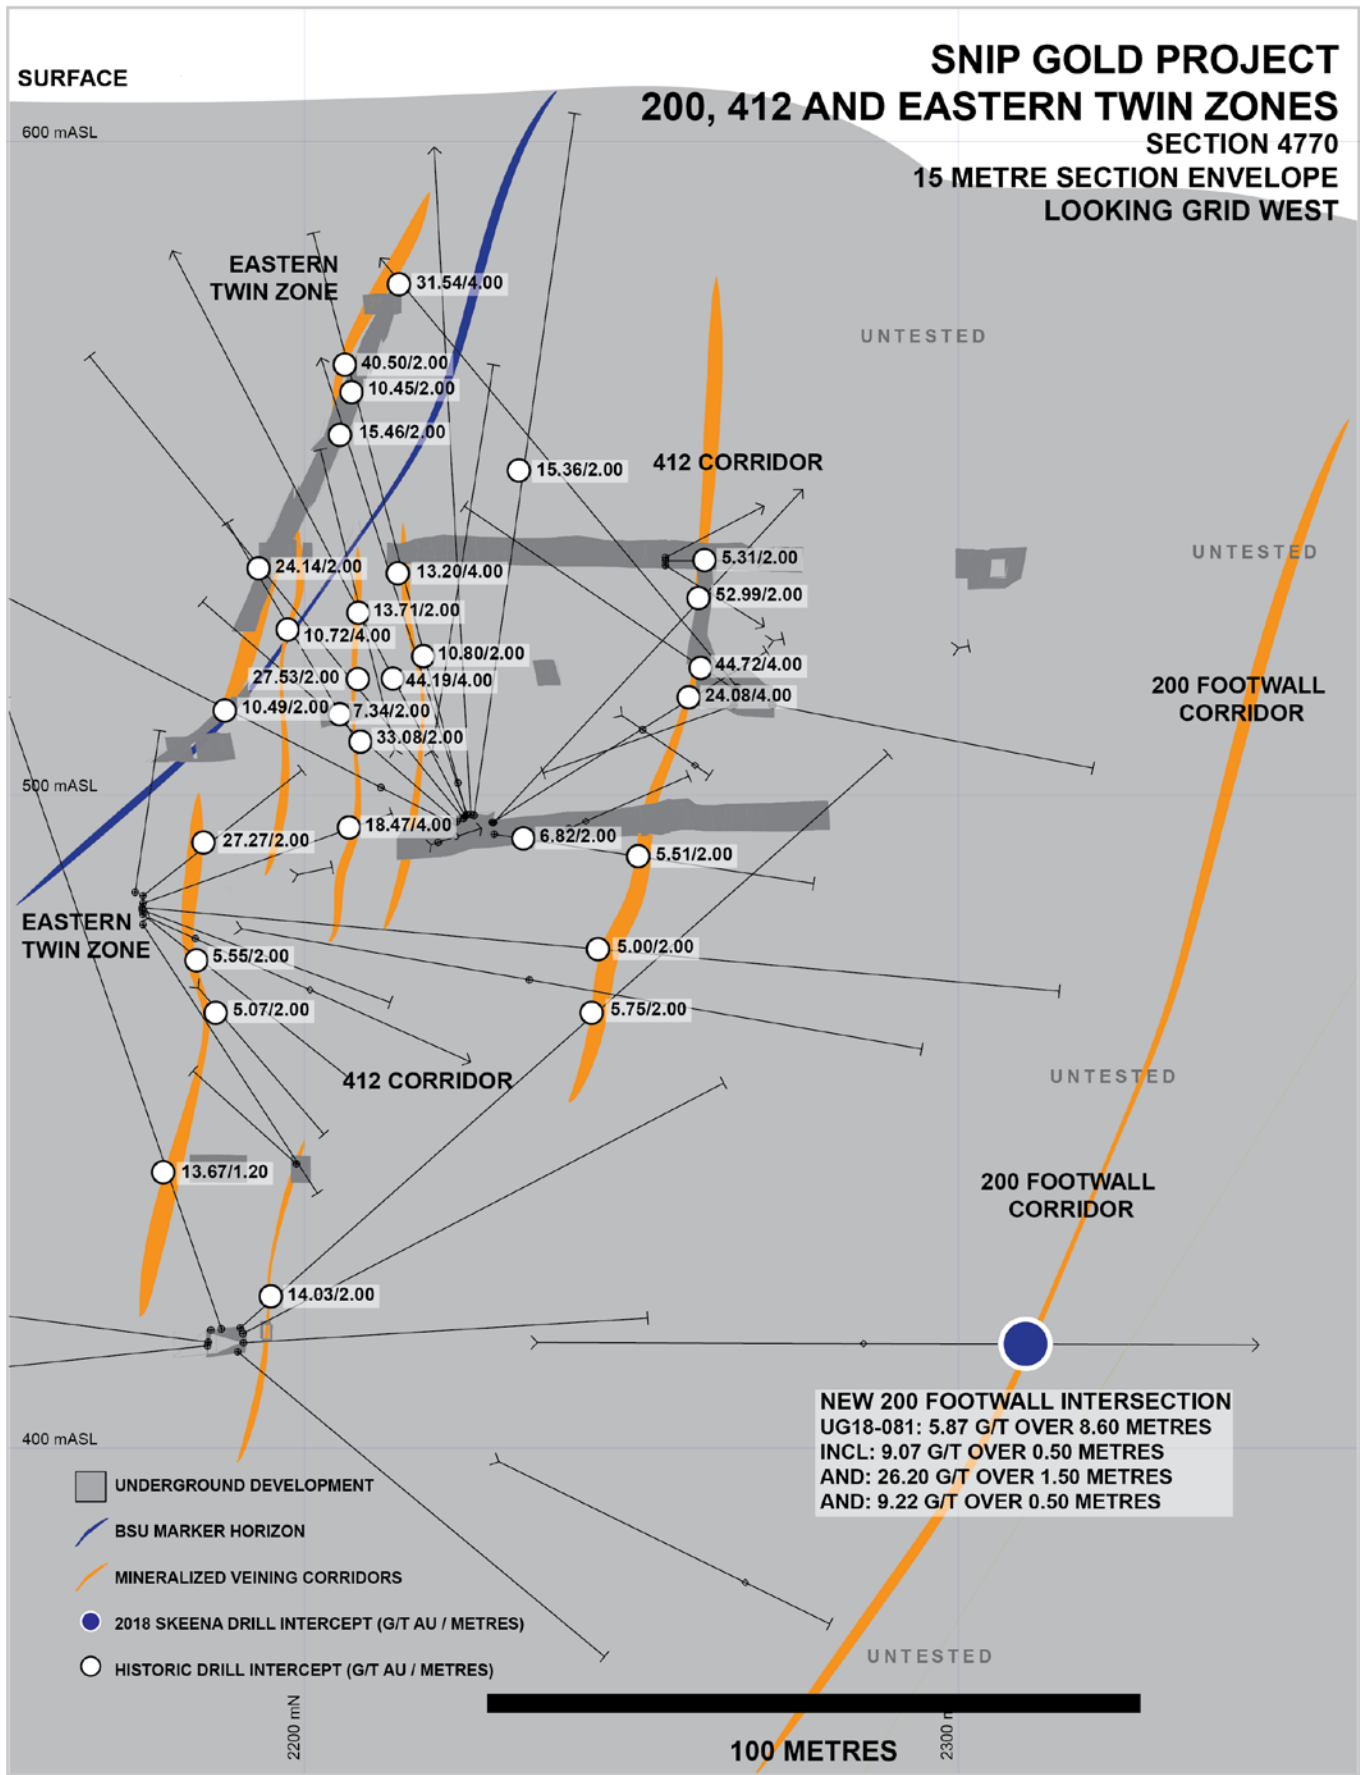 SURFACE
SNIP GOLD PROJECT
200, 412 AND EASTERN TWIN ZONES
SECTION 4770
15 METRE SECTION ENVELOPE
LOOKING GRID WEST
600 mASL
EASTERN
TWIN ZONE
31.54/4.00
UNTESTED
40.50/2.00
10.45/2.00
15.46/2.00
412 CORRIDOR
15.36/2.00
UNTESTED
5.31/2.00
24.14/2.00
13.20/4.00
52.99/2.00
13.71/2.00
10.72/4.00
10.80/2.00
44.72/4.00
27.53/2.00
44.19/4.00
200 FOOTWALL
CORRIDOR
24.08/4.00
10.49/2.00
7.34/2.00
33.08/2.00
500 mASL
18.47/4.00
6.82/2.00
27.27/2.00
5.51/2.00
EASTERN
TWIN ZONE
5.00/2.00
5.55/2.00
5.07/2.00
5.75/2.00
412 CORRIDOR
UNTESTED
13.67/1.20
200 FOOTWALL
CORRIDOR
14.03/2.00
NEW 200 FOOTWALL INTERSECTION
UG18-081: 5.87 G/T OVER 8.60 METRES
INCL: 9.07 G/T OVER 0.50 METRES
AND: 26.20 G/T OVER 1.50 METRES
AND: 9.22 G/T OVER 0.50 METRES
400 mASL
UNDERGROUND DEVELOPMENT
BSU MARKER HORIZON
MINERALIZED VEINING CORRIDORS
2018 SKEENA DRILL INTERCEPT (G/T AU / METRES)
HISTORIC DRILL INTERCEPT (G/T AU / METRES)
UNTESTED
2200 mN
2300 m
100 METRES